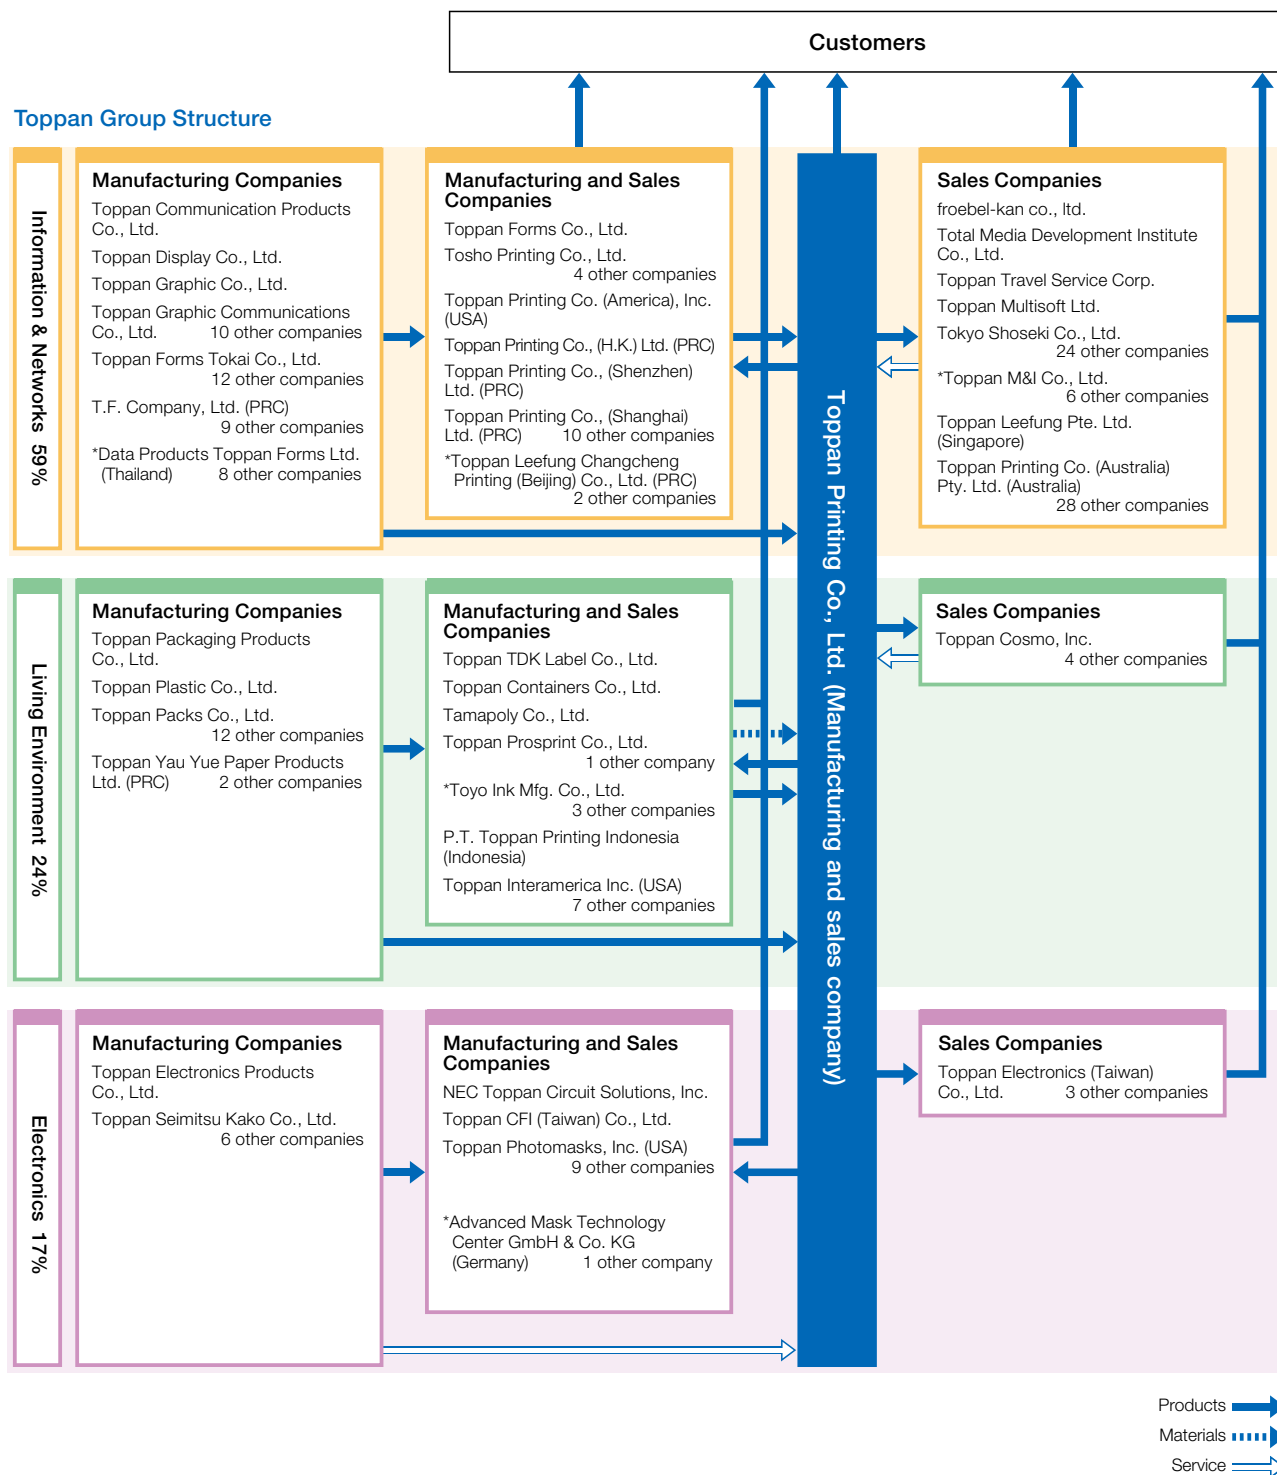 Customers
Toppan Group Structure
Information & Networks 59%
Manufacturing Companies
Toppan Communication Products
Co., Ltd.
Toppan Display Co., Ltd.
Toppan Graphic Co., Ltd.
Toppan Graphic Communications
Co., Ltd. 10 other companies
Toppan Forms Tokai Co., Ltd.
12 other companies
T.F. Company, Ltd. (PRC)
9 other companies
*Data Products Toppan Forms Ltd.
(Thailand) 8 other companies
Manufacturing and Sales
Companies
Toppan Forms Co., Ltd.
Tosho Printing Co., Ltd.
4 other companies
Toppan Printing Co. (America), Inc.
(USA)
Toppan Printing Co., (H.K.) Ltd. (PRC)
Toppan Printing Co., (Shenzhen)
Ltd. (PRC)
Toppan Printing Co., (Shanghai)
Ltd. (PRC) 10 other companies
*Toppan Leefung Changcheng
Printing (Beijing) Co., Ltd. (PRC)
2 other companies
Toppan Printing Co., Ltd. (Manufacturing and sales company)
Sales Companies
froebel-kan co., ltd.
Total Media Development Institute
Co., Ltd.
Toppan Travel Service Corp.
Toppan Multisoft Ltd.
Tokyo Shoseki Co., Ltd.
24 other companies
*Toppan M&I Co., Ltd.
6 other companies
Toppan Leefung Pte. Ltd.
(Singapore)
Toppan Printing Co. (Australia)
Pty. Ltd. (Australia)
28 other companies
Living Environment 24%
Manufacturing Companies
Toppan Packaging Products
Co., Ltd.
Toppan Plastic Co., Ltd.
Toppan Packs Co., Ltd.
12 other companies
Toppan Yau Yue Paper Products
Ltd. (PRC) 2 other companies
Manufacturing and Sales
Companies
Toppan TDK Label Co., Ltd.
Toppan Containers Co., Ltd.
Tamapoly Co., Ltd.
Toppan Prosprint Co., Ltd.
1 other company
*Toyo Ink Mfg. Co., Ltd.
3 other companies
P.T. Toppan Printing Indonesia
(Indonesia)
Toppan Interamerica Inc. (USA)
7 other companies
Sales Companies
Toppan Cosmo, Inc.
4 other companies
Electronics 17%
Manufacturing Companies
Toppan Electronics Products
Co., Ltd.
Toppan Seimitsu Kako Co., Ltd.
6 other companies
Manufacturing and Sales
Companies
NEC Toppan Circuit Solutions, Inc.
Toppan CFI (Taiwan) Co., Ltd.
Toppan Photomasks, Inc. (USA)
9 other companies
*Advanced Mask Technology
Center GmbH & Co. KG
(Germany) 1 other company
Sales Companies
Toppan Electronics (Taiwan)
Co., Ltd. 3 other companies
Products
Materials
Service